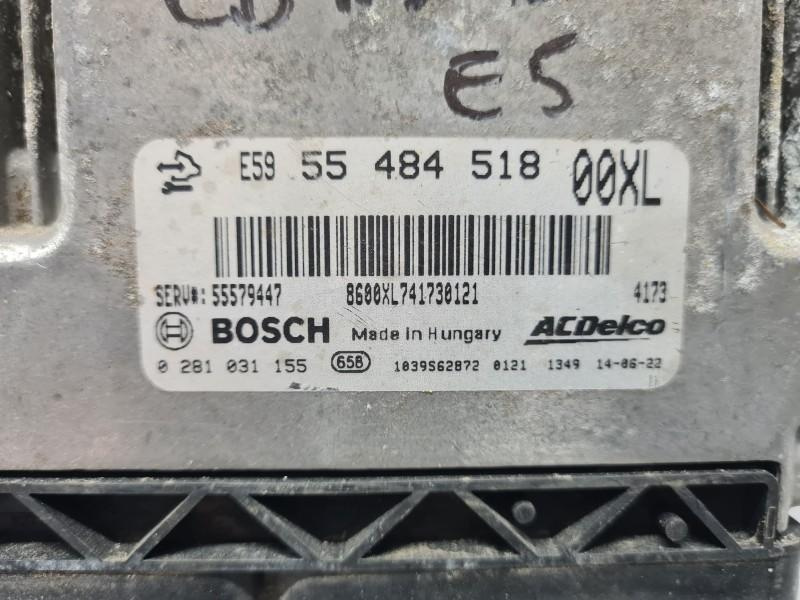 E5
E59 55 484 518 00XL
SERV#: 55579447 8600XL741730121 4173
BOSCH Made in Hungary ACDelco
0 281 031 155 658 1039S62872 0121 1349 14-06-22